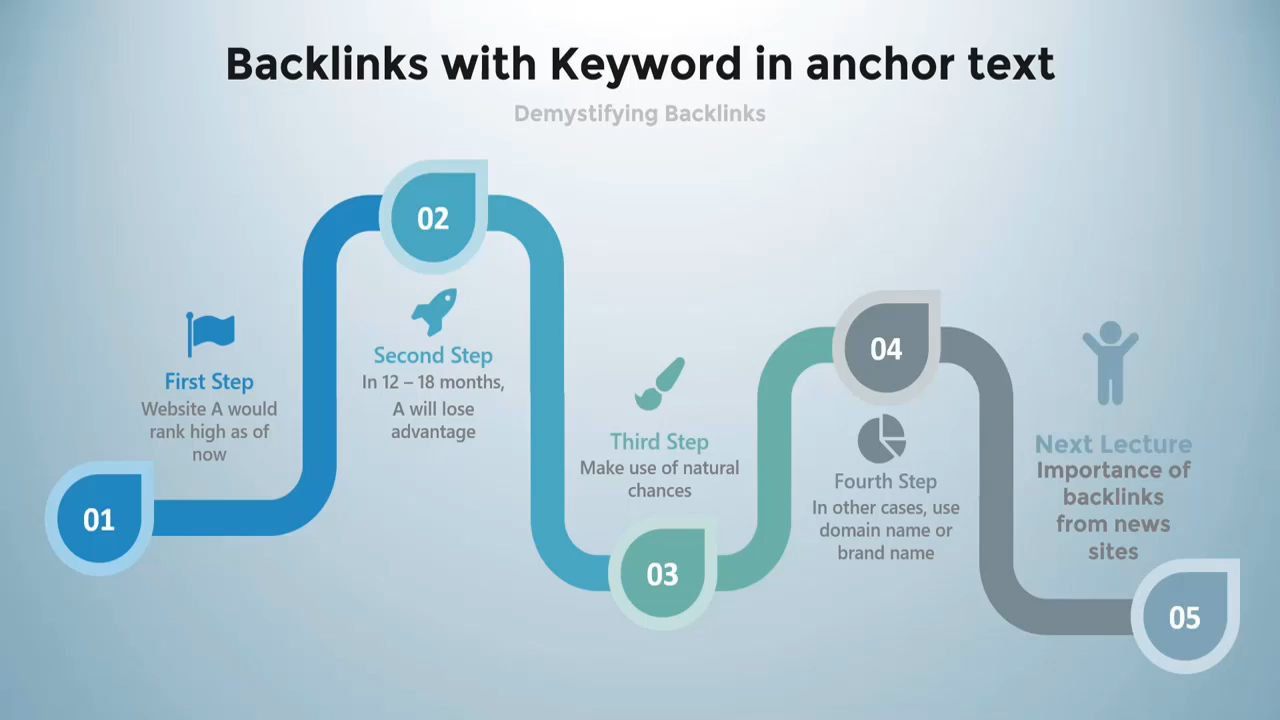 Backlinks with Keyword in anchor text
Demystifying Backlinks
01
First Step
Website A would
rank high as of
now
02
Second Step
In 12 – 18 months,
A will lose
advantage
03
Third Step
Make use of natural
chances
04
Fourth Step
In other cases, use
domain name or
brand name
05
Next Lecture
Importance of
backlinks
from news
sites